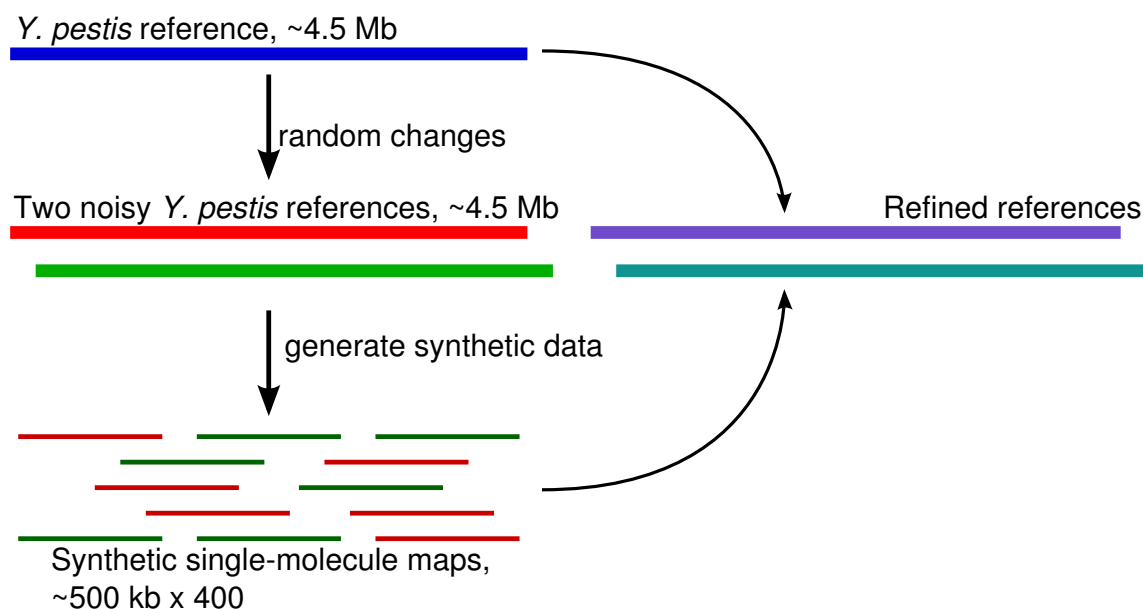 Y. pestis reference, ~4.5 Mb
random changes
Two noisy Y. pestis references, ~4.5 Mb
Refined references
generate synthetic data
Synthetic single-molecule maps,
~500 kb x 400